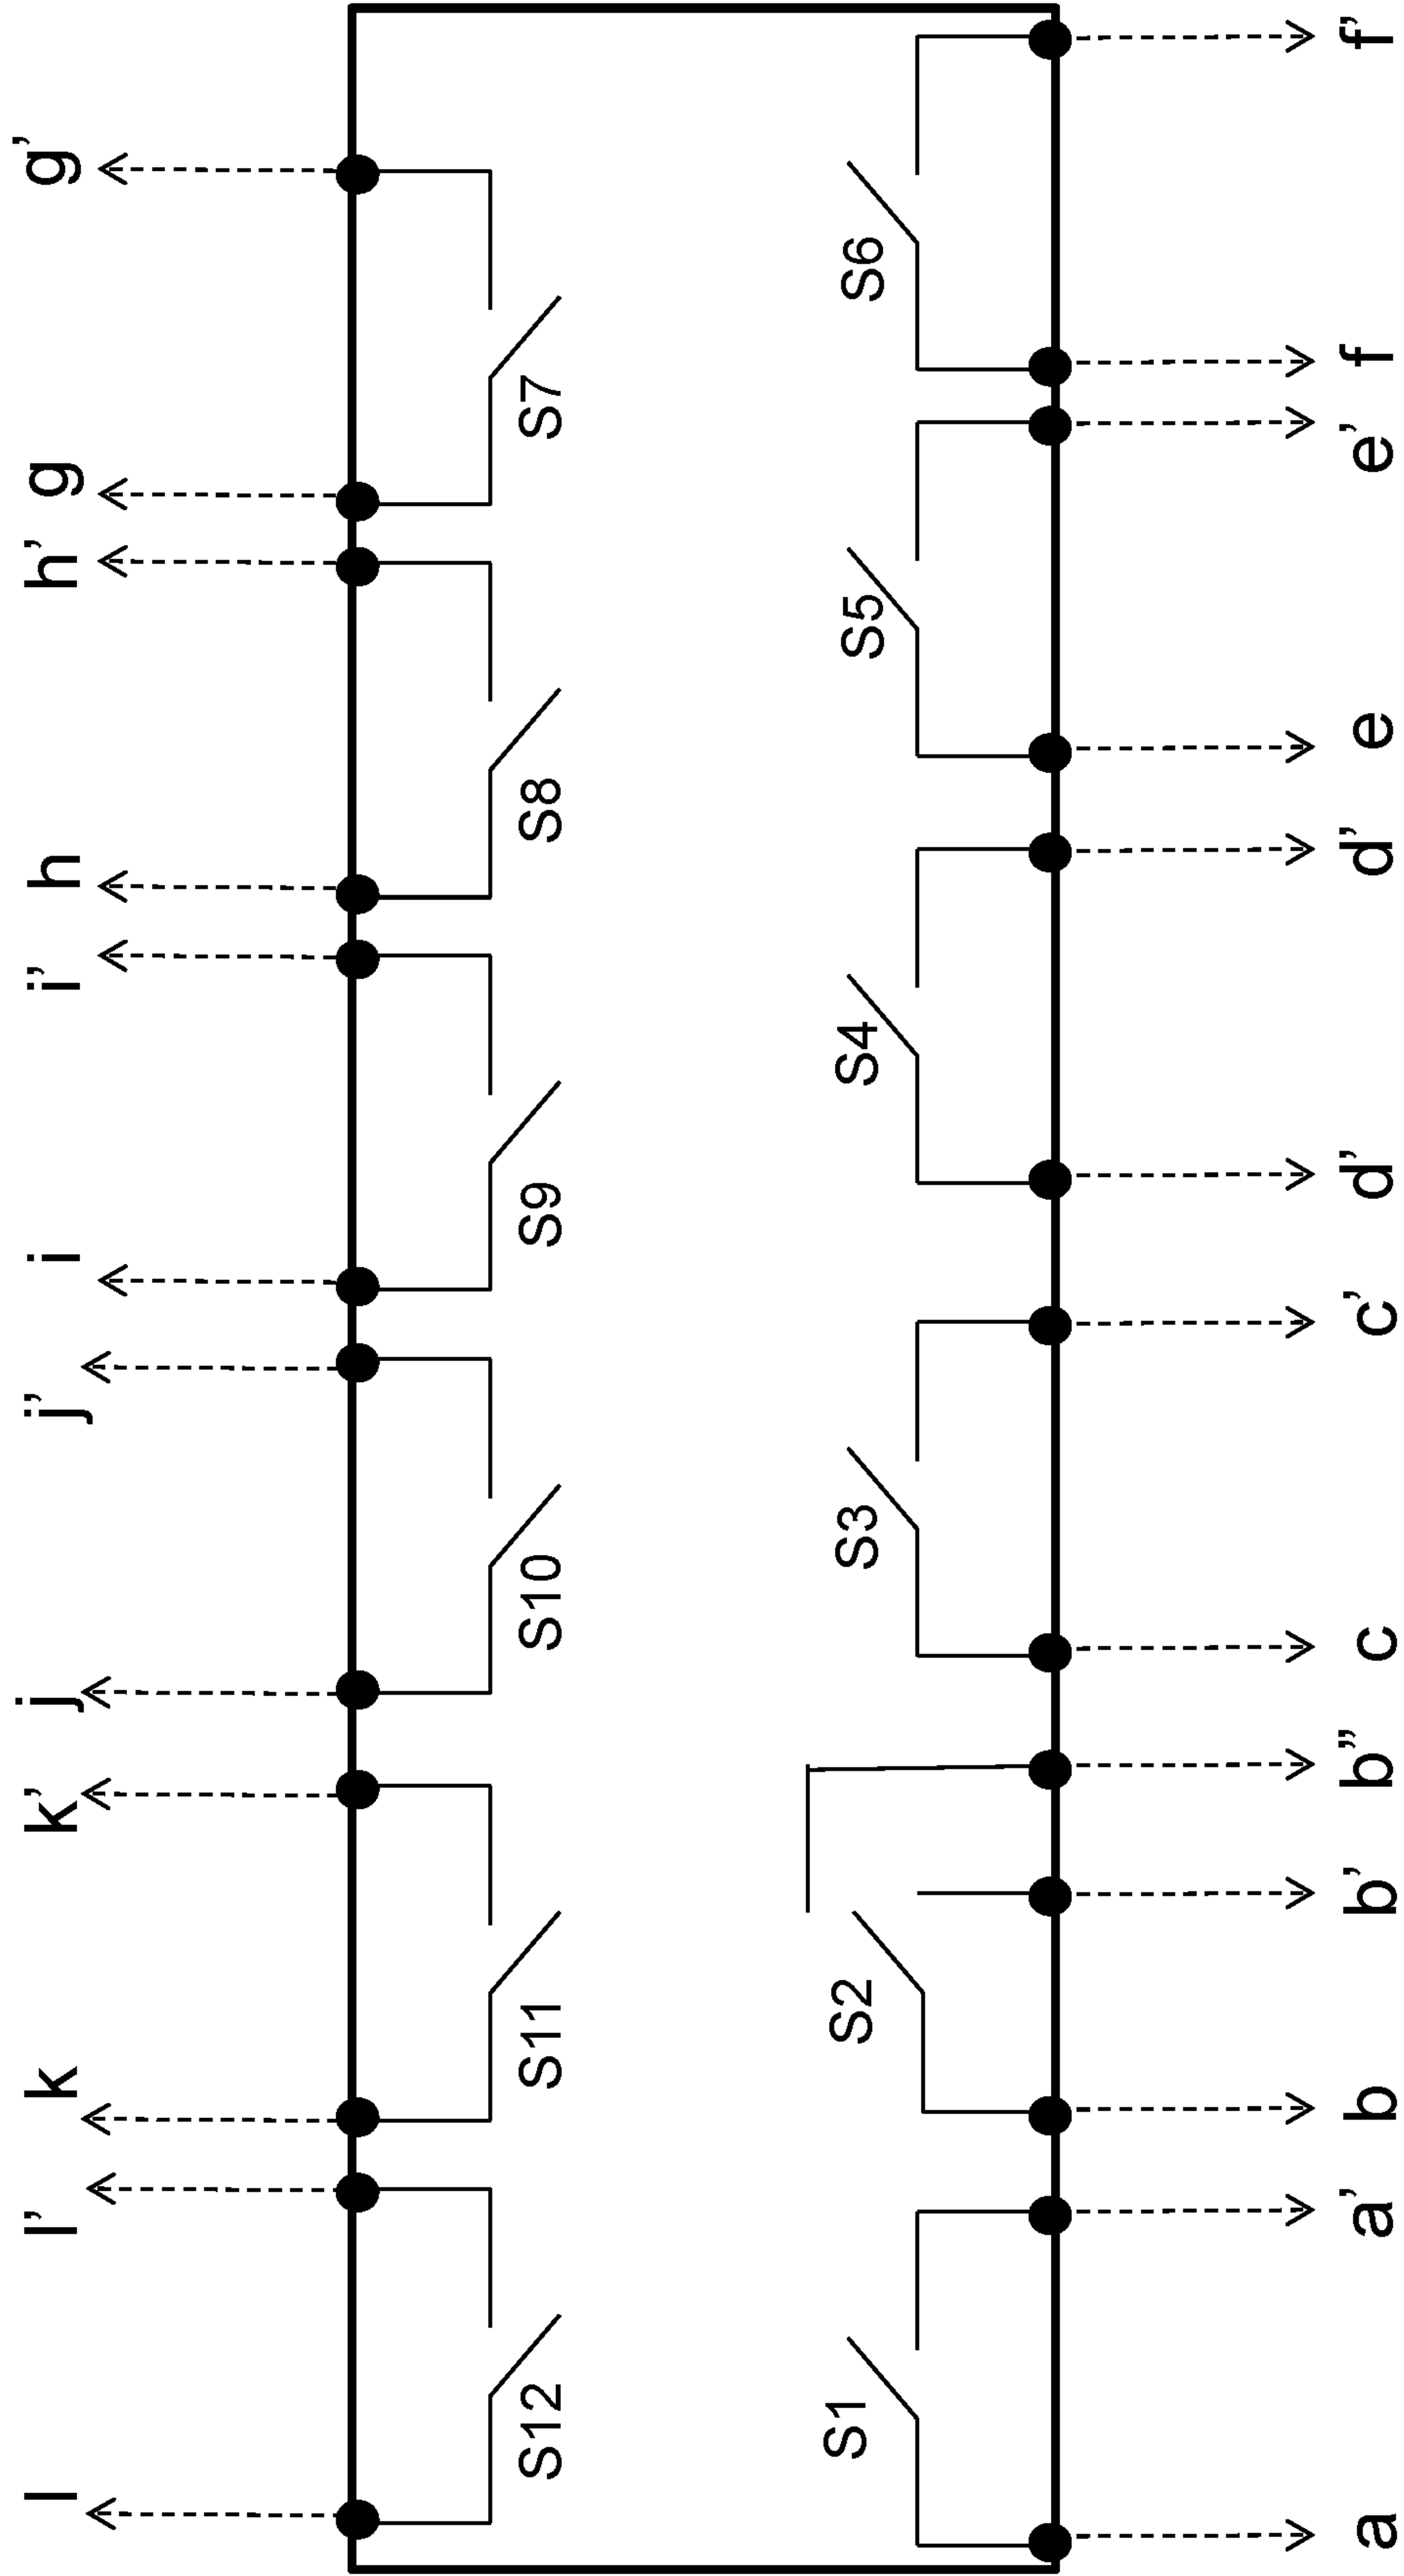 l l’ k k’ j j’ i i’ h h’ g g’
S12 S11 S10 S9 S8 S7
S1 S2 S3 S4 S5 S6
a a’ b b’ b” c c’ d’ d’ e e’ f f’